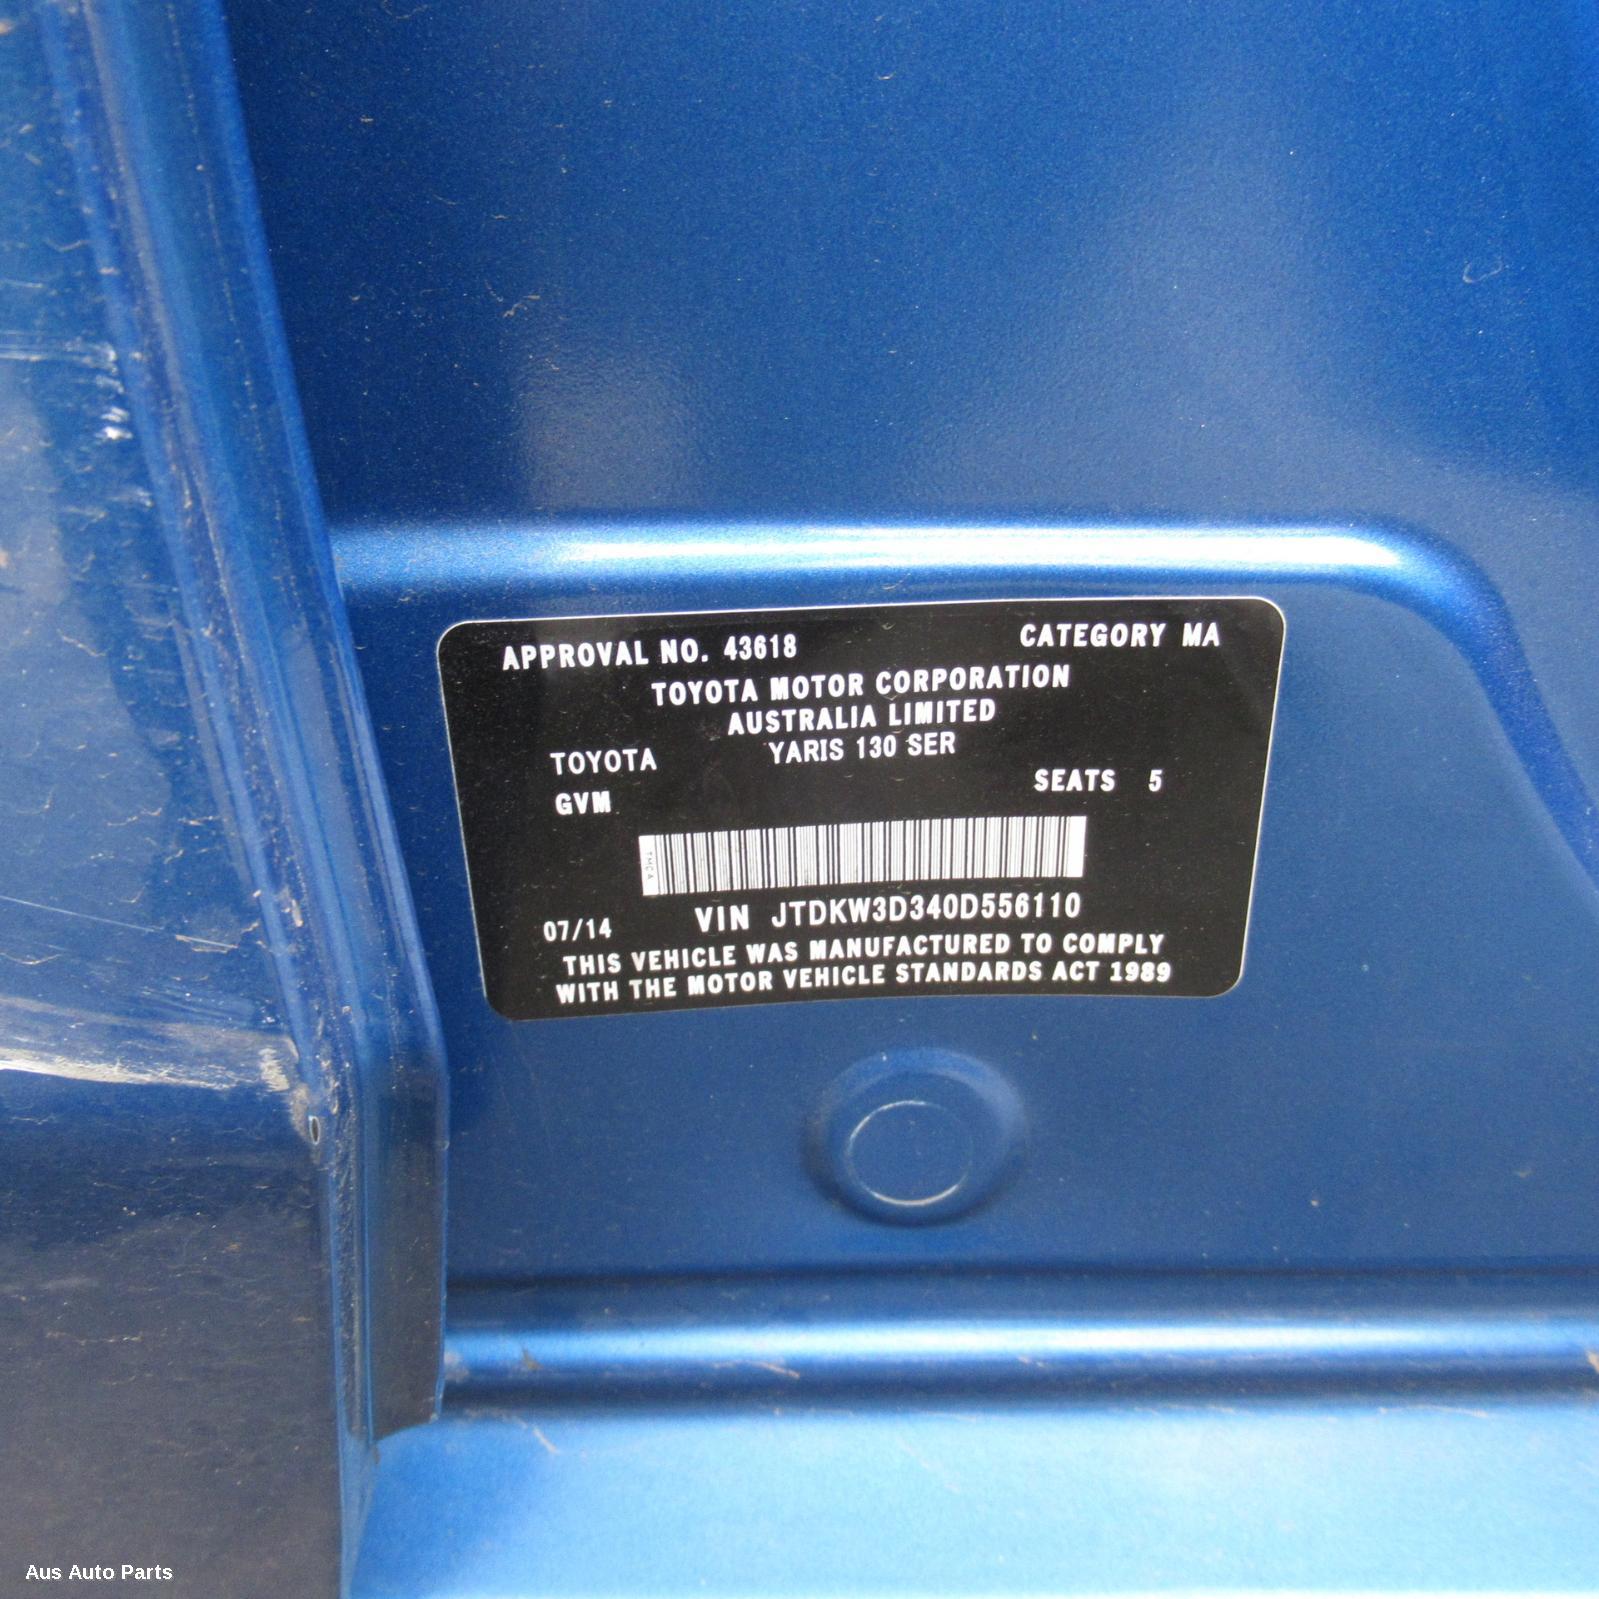 APPROVAL NO. 43618 CATEGORY MA
TOYOTA MOTOR CORPORATION
AUSTRALIA LIMITED
TOYOTA YARIS 130 SER
GVM SEATS 5
TMCA
07/14 VIN JTDKW3D340D556110
THIS VEHICLE WAS MANUFACTURED TO COMPLY
WITH THE MOTOR VEHICLE STANDARDS ACT 1989
Aus Auto Parts